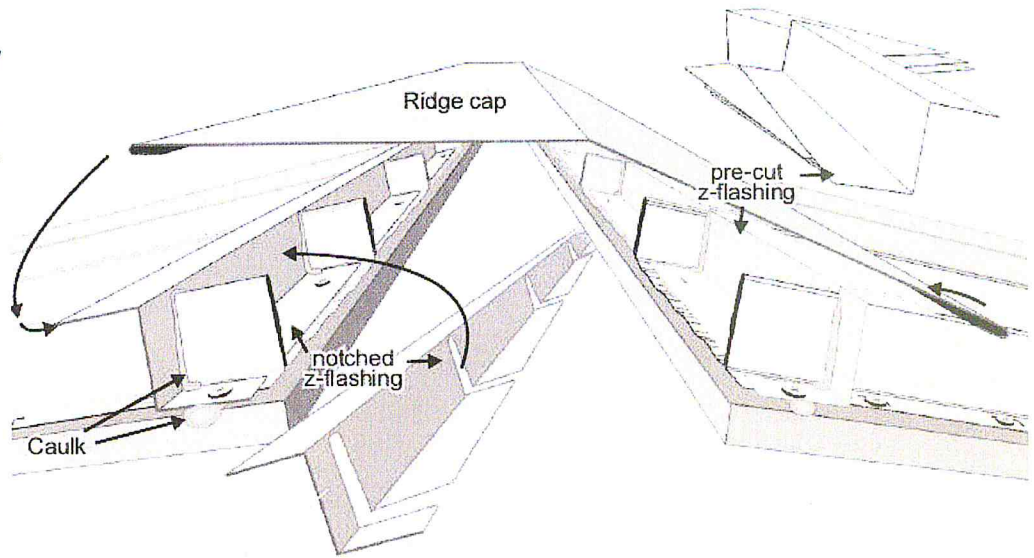 Ridge cap
pre-cut
z-flashing
notched
z-flashing
Caulk